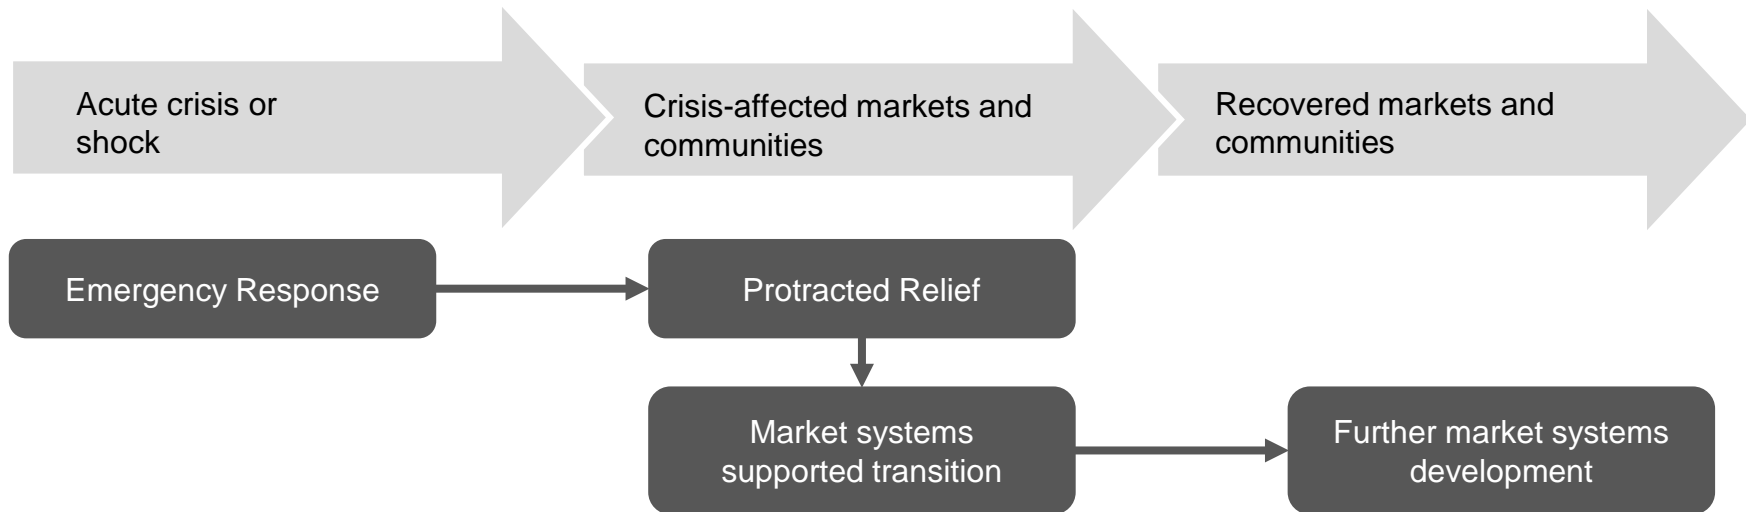 Acute crisis or
shock
Crisis-affected markets and
communities
Recovered markets and
communities
Emergency Response
Protracted Relief
Market systems
supported transition
Further market systems
development